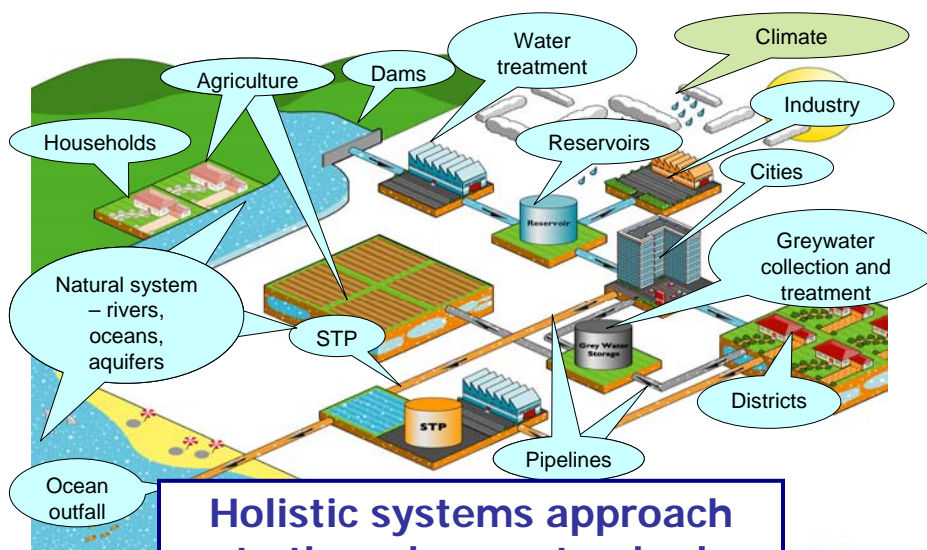 Water
treatment
Climate
Agriculture
Dams
Industry
Households
Reservoirs
Cities
Reservoir
Greywater
collection and
treatment
Natural system
– rivers,
oceans,
aquifers
STP
Grey Water
Storage
Districts
STP
Pipelines
Ocean
outfall
Holistic systems approach